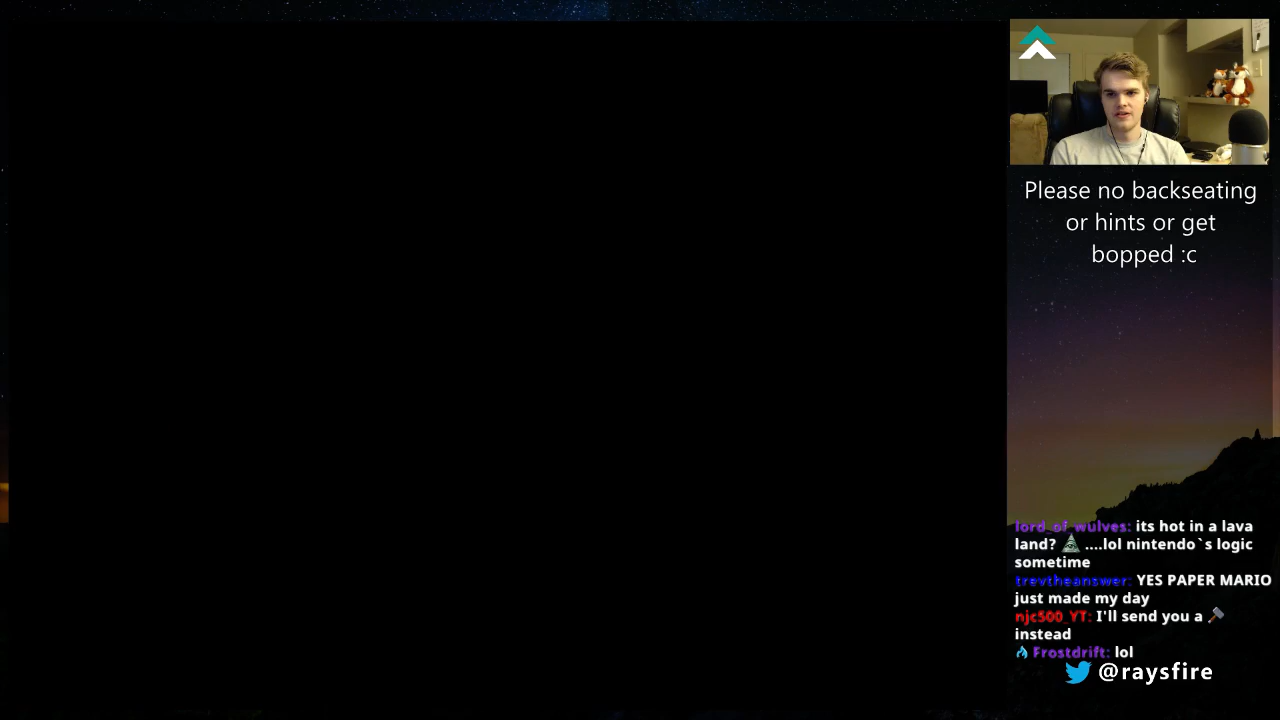 Please no backseating
or hints or get
bopped :c
lord_of_wulves: its hot in a lava
land? ....lol nintendo`s logic
sometime
trevtheanswer: YES PAPER MARIO
just made my day
njc500_YT: I'll send you a
instead
Frostdrift: lol
@raysfire